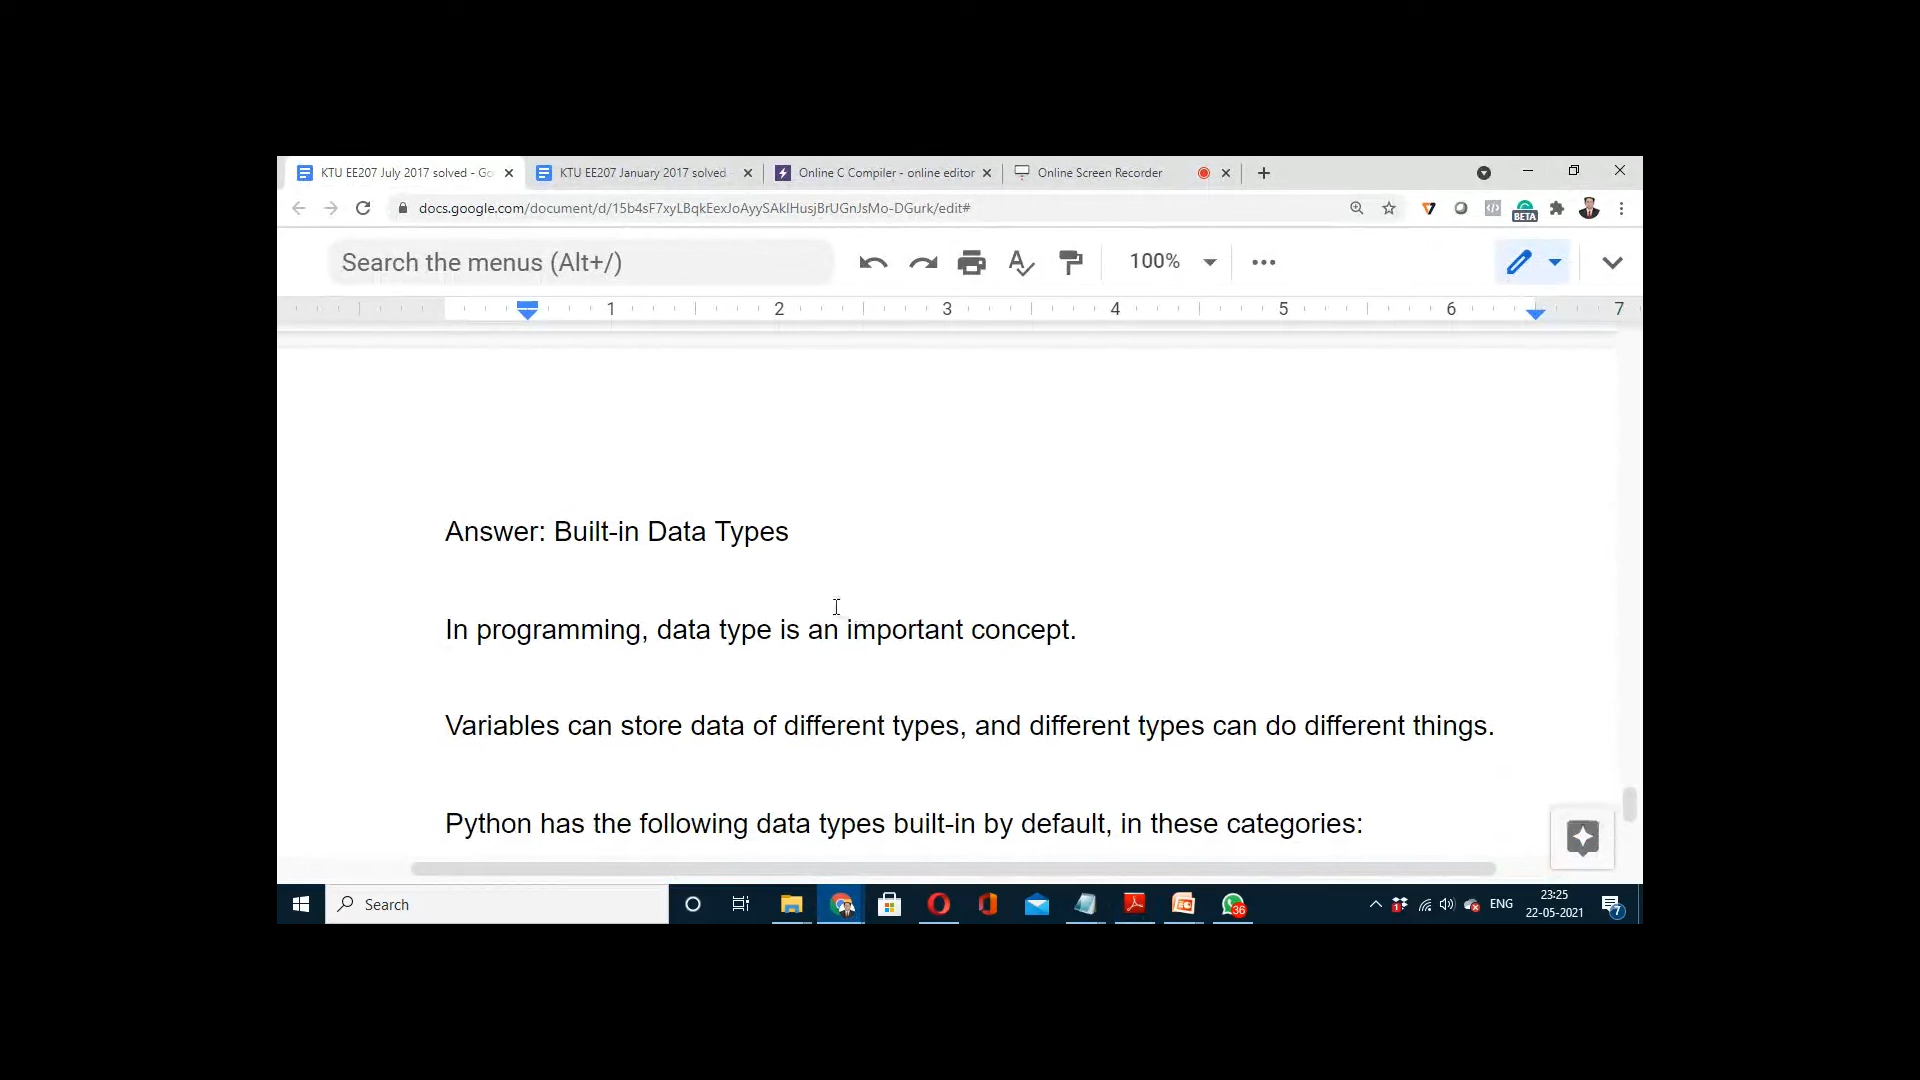 KTU EE207 July 2017 solved - Go
KTU EE207 January 2017 solved
Online C Compiler - online editor
Online Screen Recorder
docs.google.com/document/d/15b4sF7xyLBqkEexJoAyySAklHusjBrUGnJsMo-DGurk/edit#
BETA
Search the menus (Alt+/)
100%
1 2 3 4 5 6 7
Answer: Built-in Data Types
In programming, data type is an important concept.
Variables can store data of different types, and different types can do different things.
Python has the following data types built-in by default, in these categories:
Search
36
1
ENG
23:25
22-05-2021
7